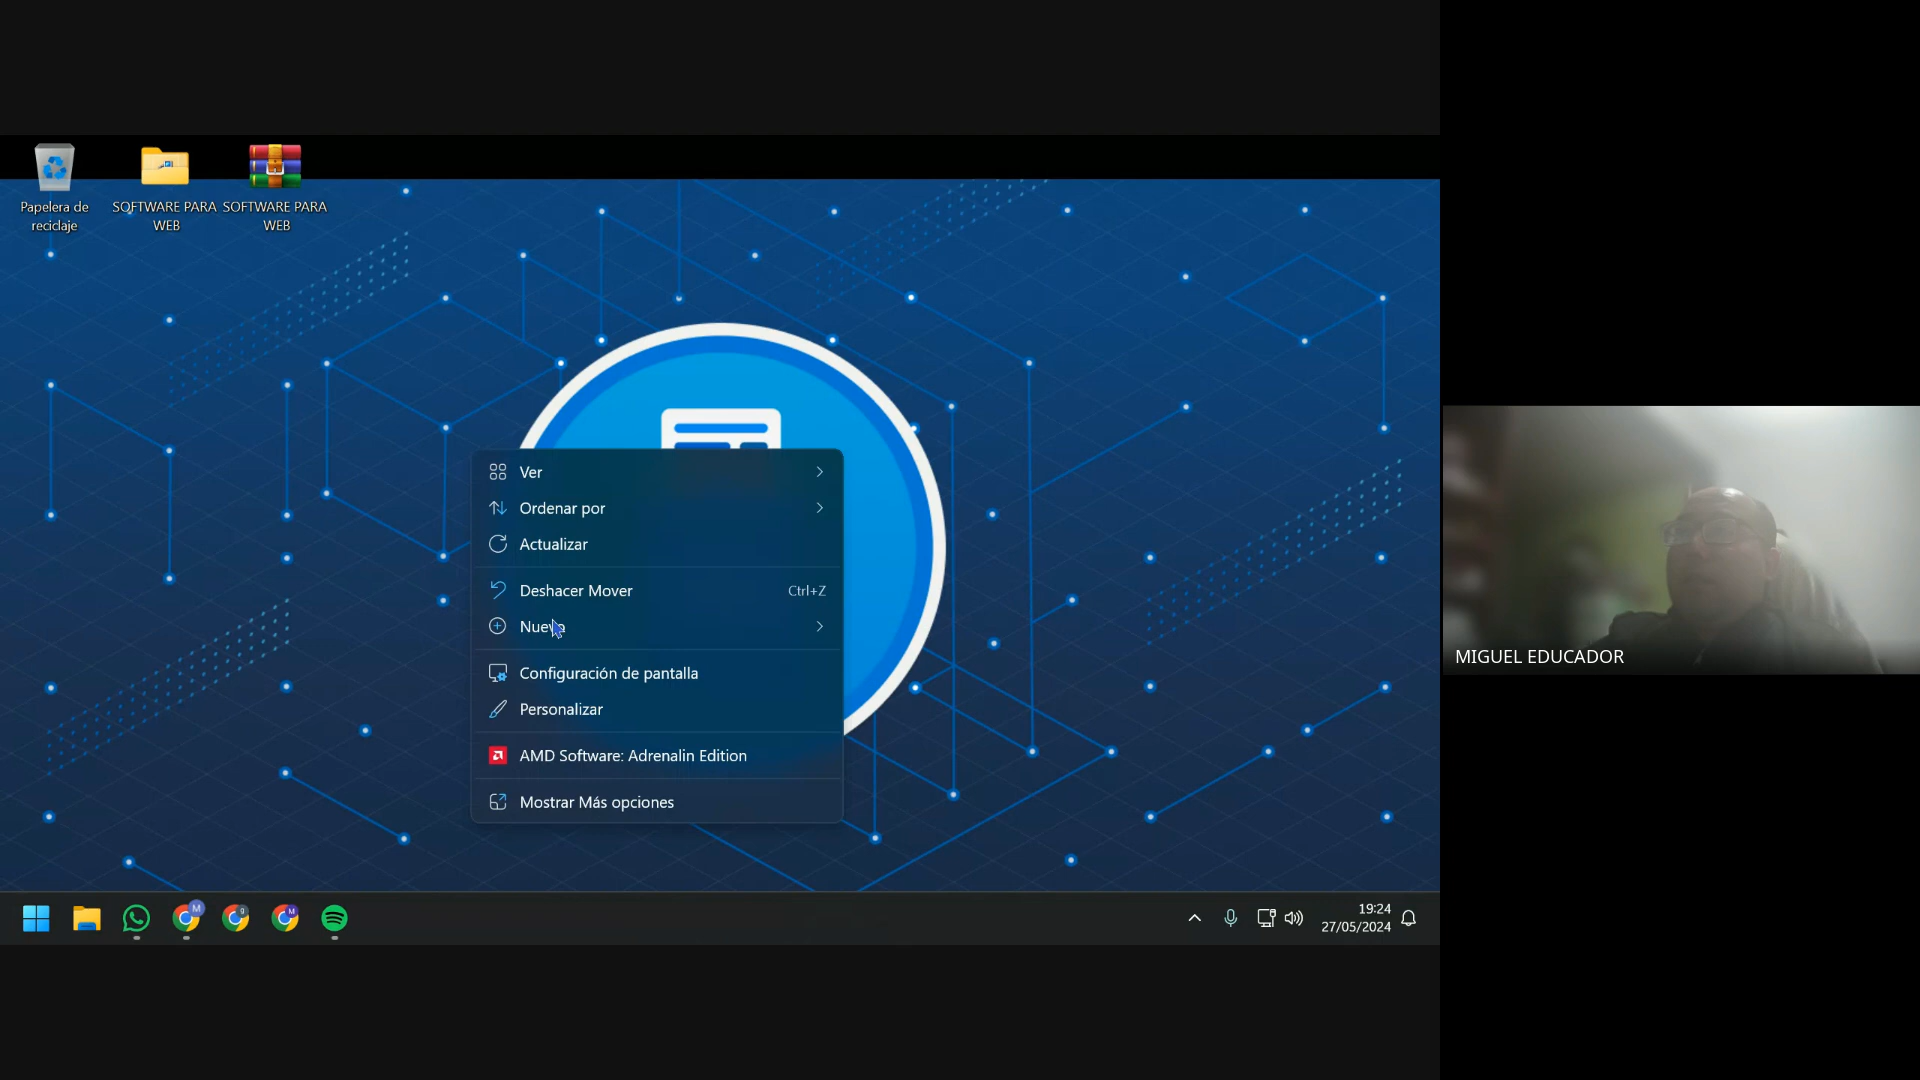 Papelera de
reciclaje
SOFTWARE PARA
WEB
SOFTWARE PARA
WEB
Ver
Ordenar por
Actualizar
Deshacer Mover
Ctrl+Z
Nuevo
Configuración de pantalla
Personalizar
AMD Software: Adrenalin Edition
Mostrar Más opciones
MIGUEL EDUCADOR
M
g
M
19:24
27/05/2024